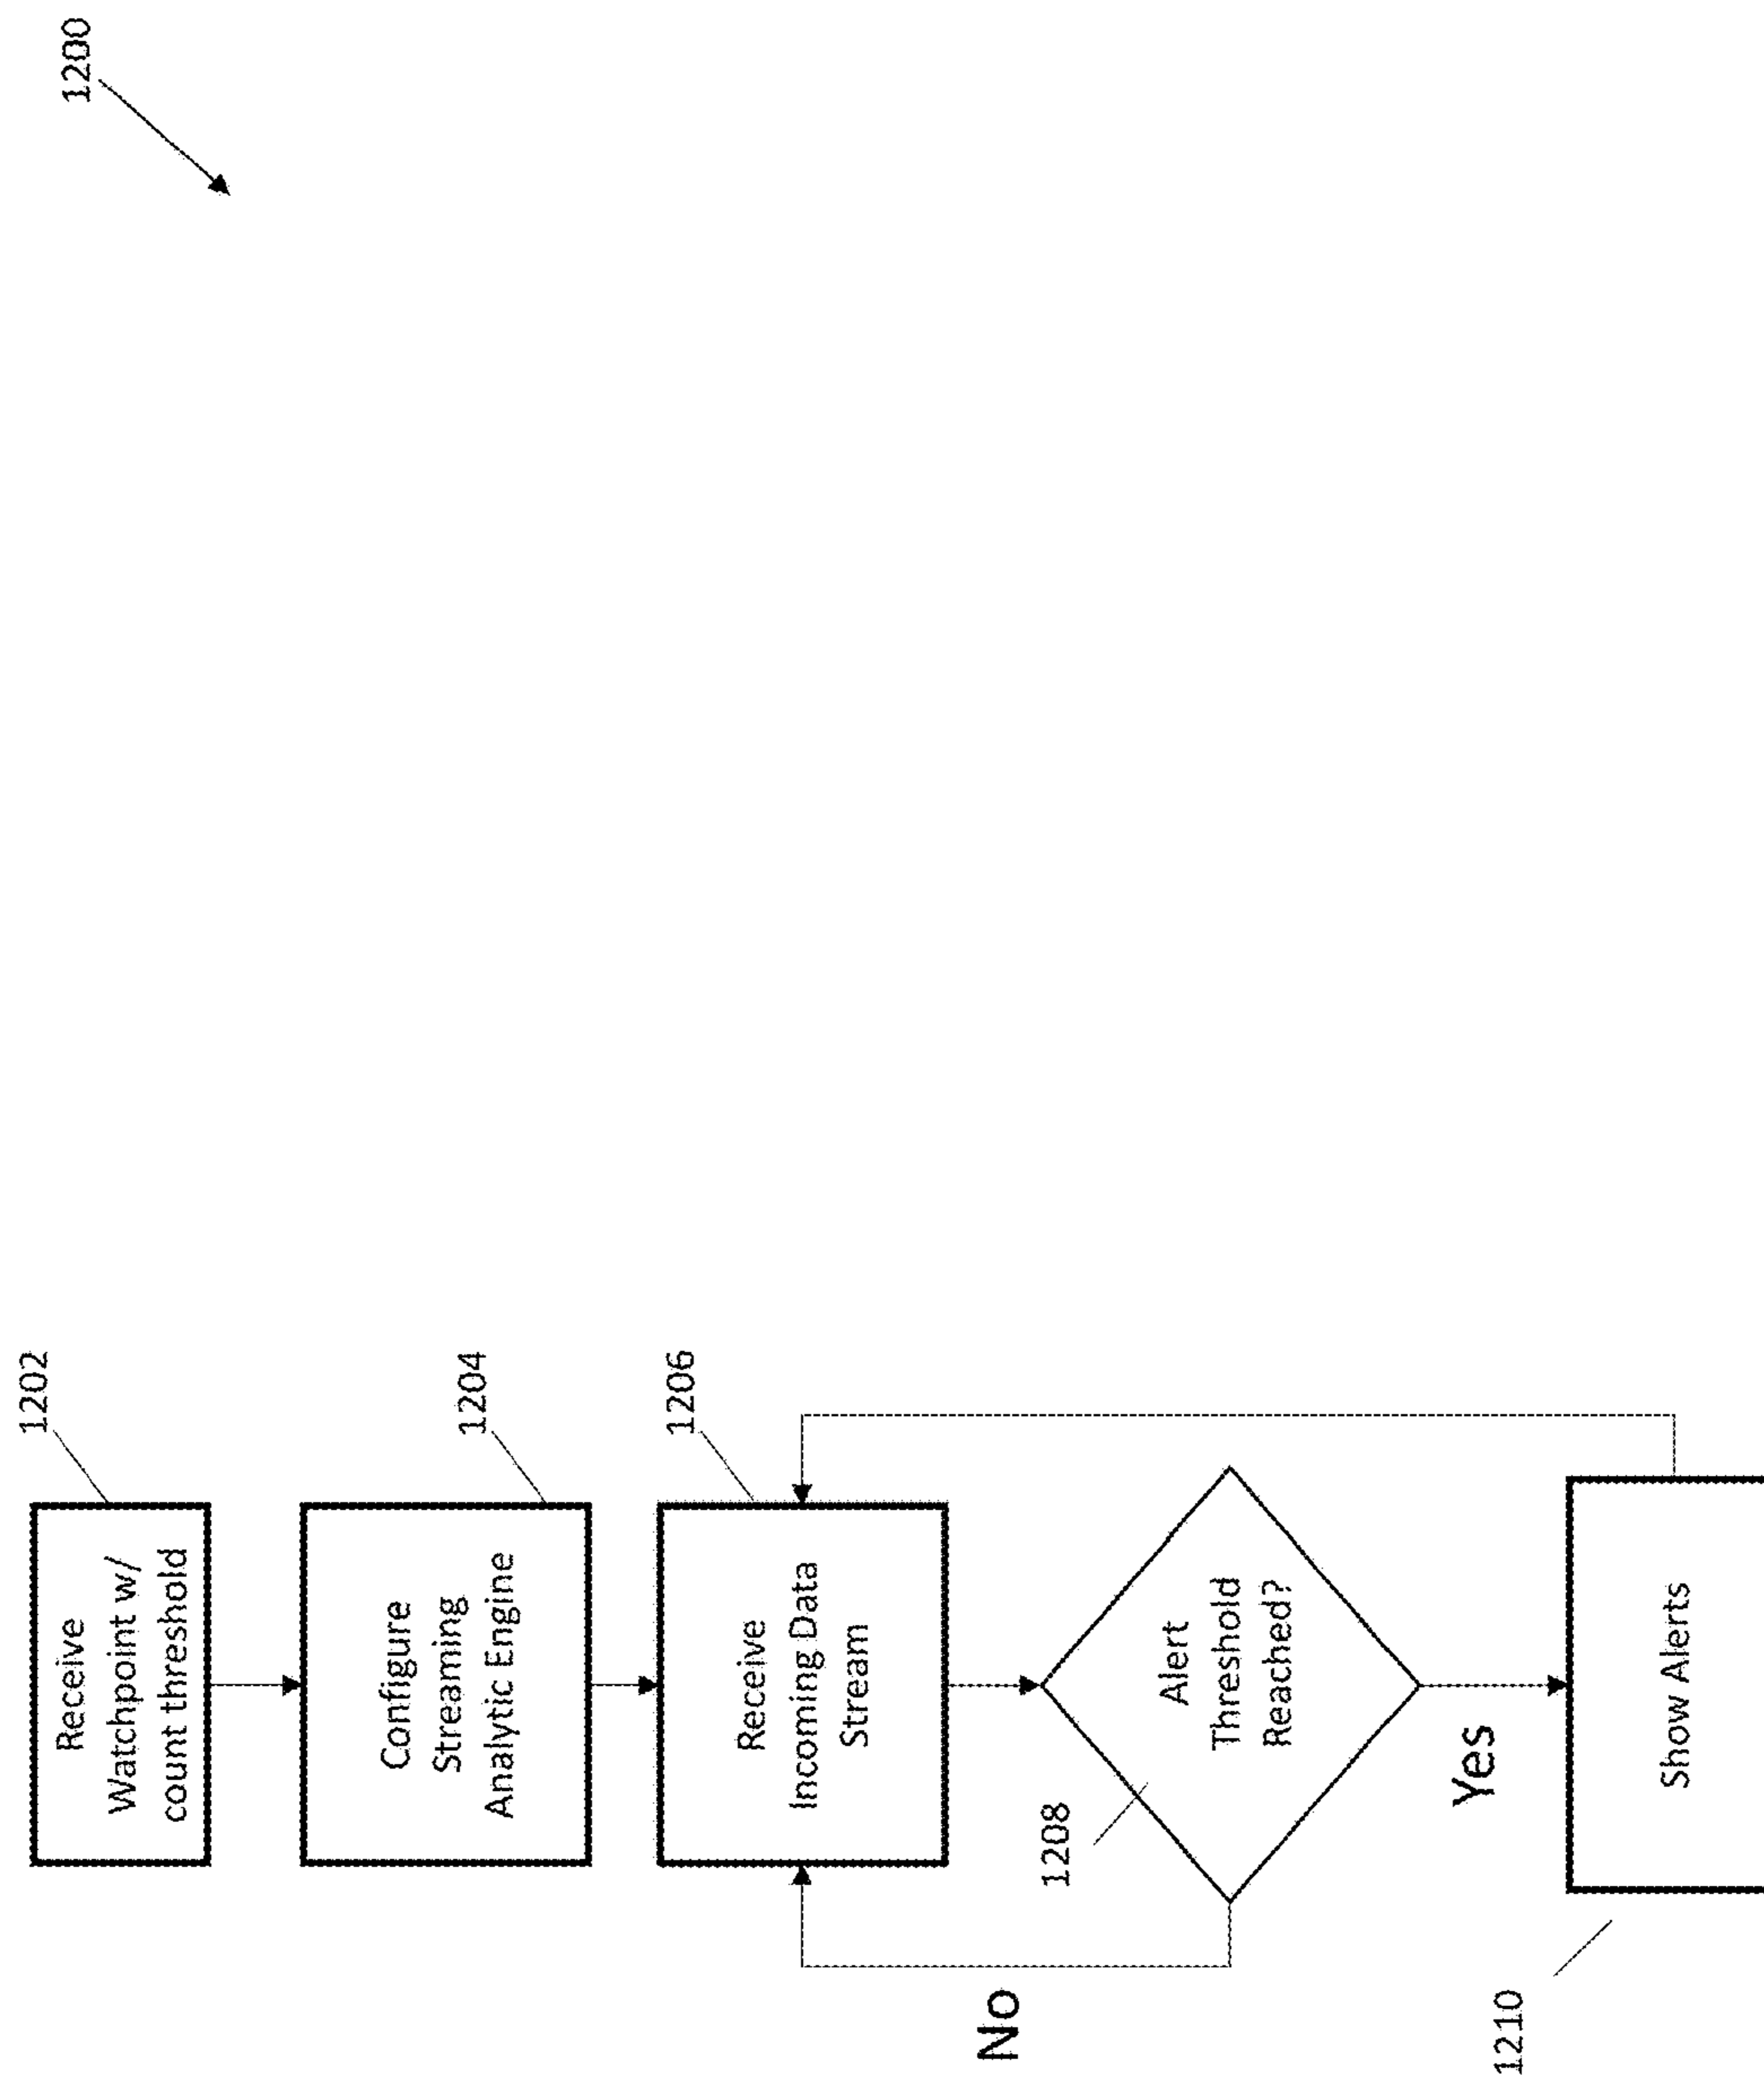 1200
1202
Receive
Watchpoint w/
count threshold
1204
Configure
Streaming
Analytic Engine
1206
Receive
Incoming Data
Stream
1208
Alert
Threshold
Reached?
No
Yes
1210
Show Alerts